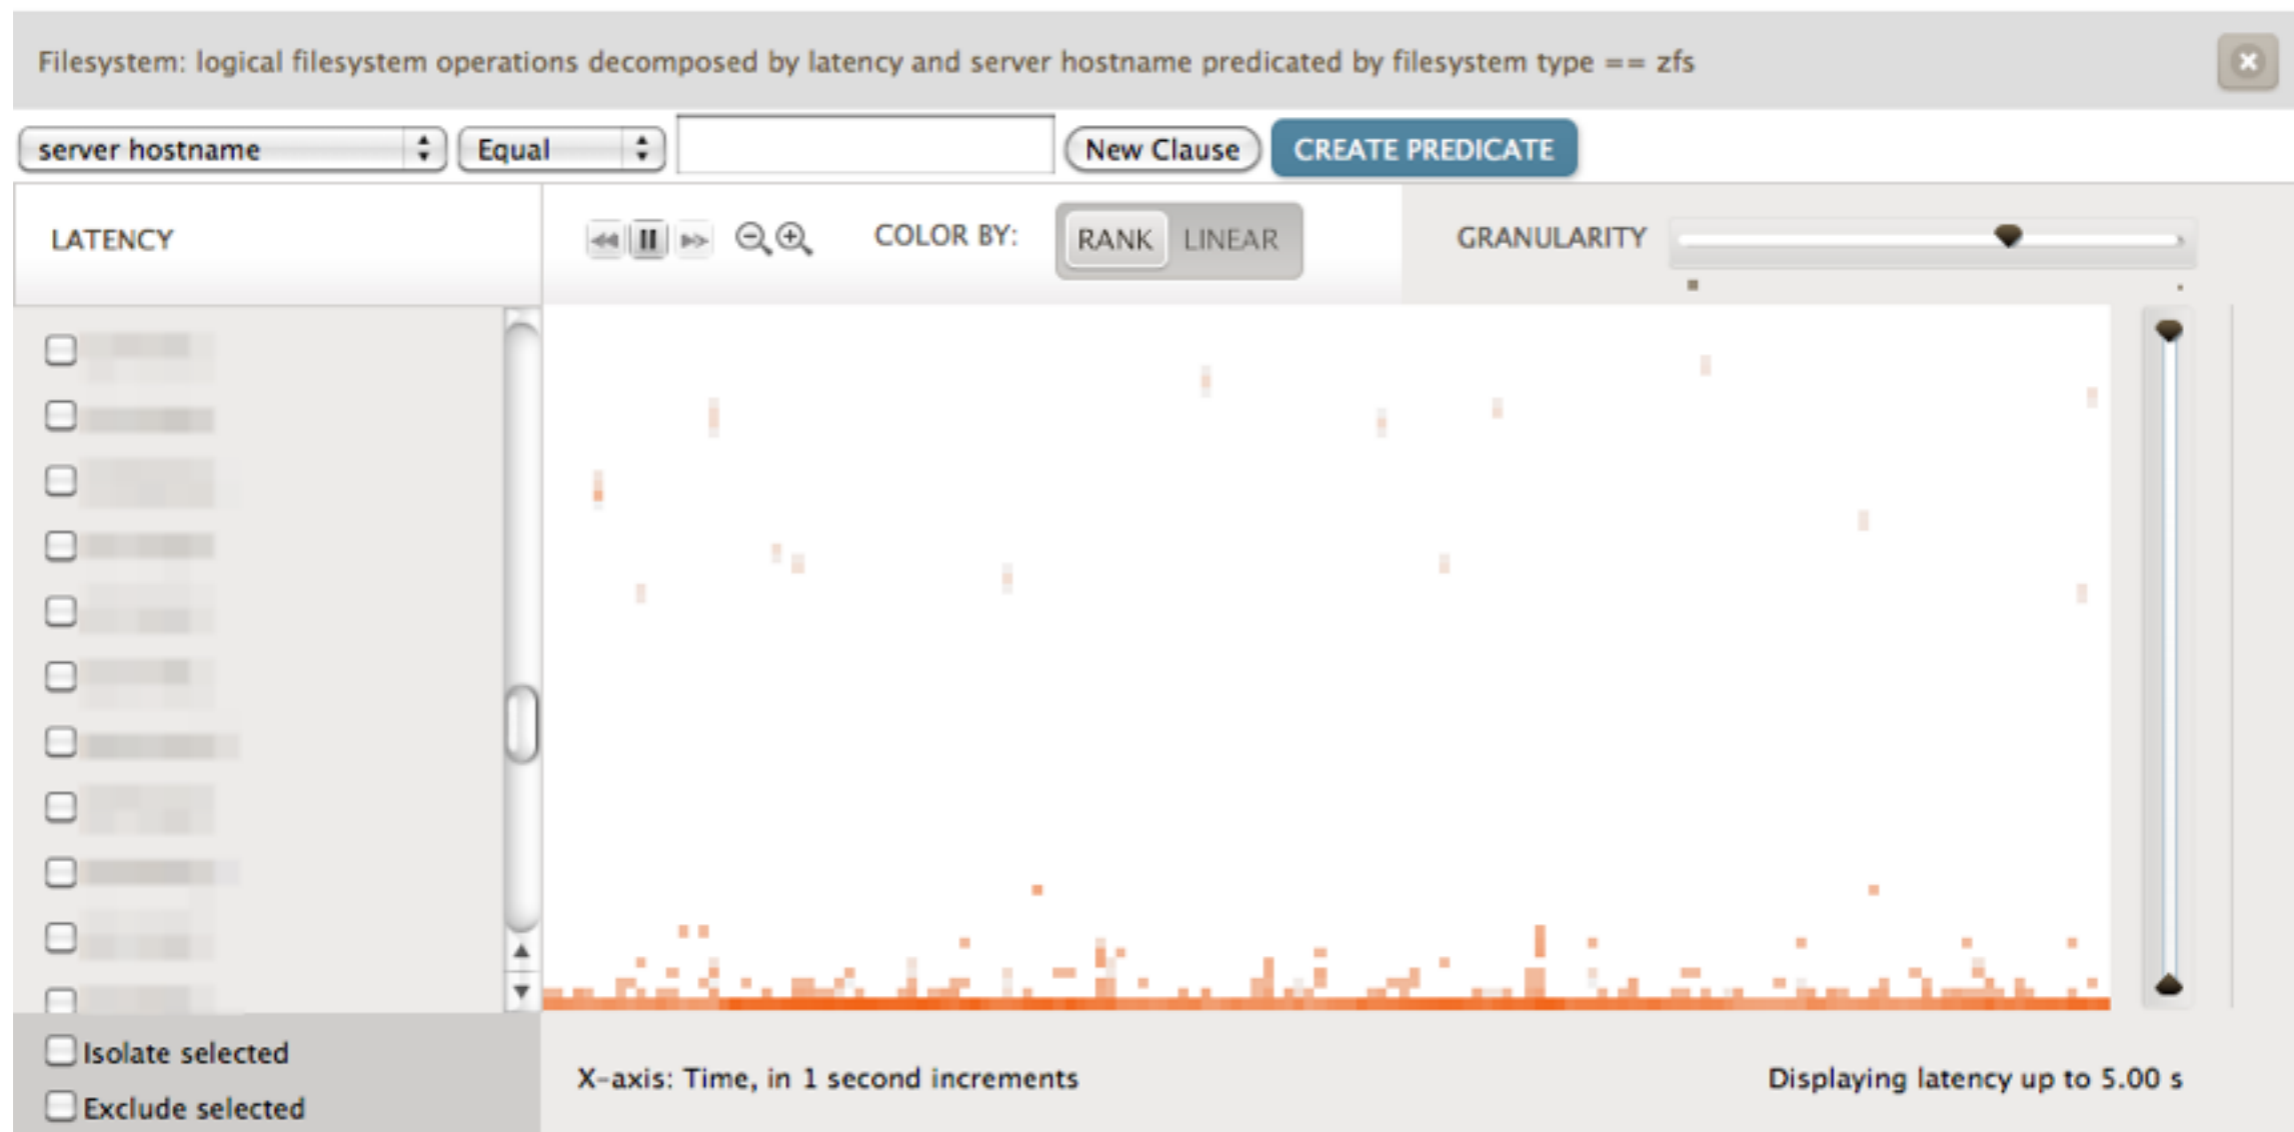 Filesystem: logical filesystem operations decomposed by latency and server hostname predicated by filesystem type == zfs
server hostname Equal New Clause CREATE PREDICATE
LATENCY COLOR BY: RANK LINEAR GRANULARITY
Isolate selected
Exclude selected
X-axis: Time, in 1 second increments Displaying latency up to 5.00 s